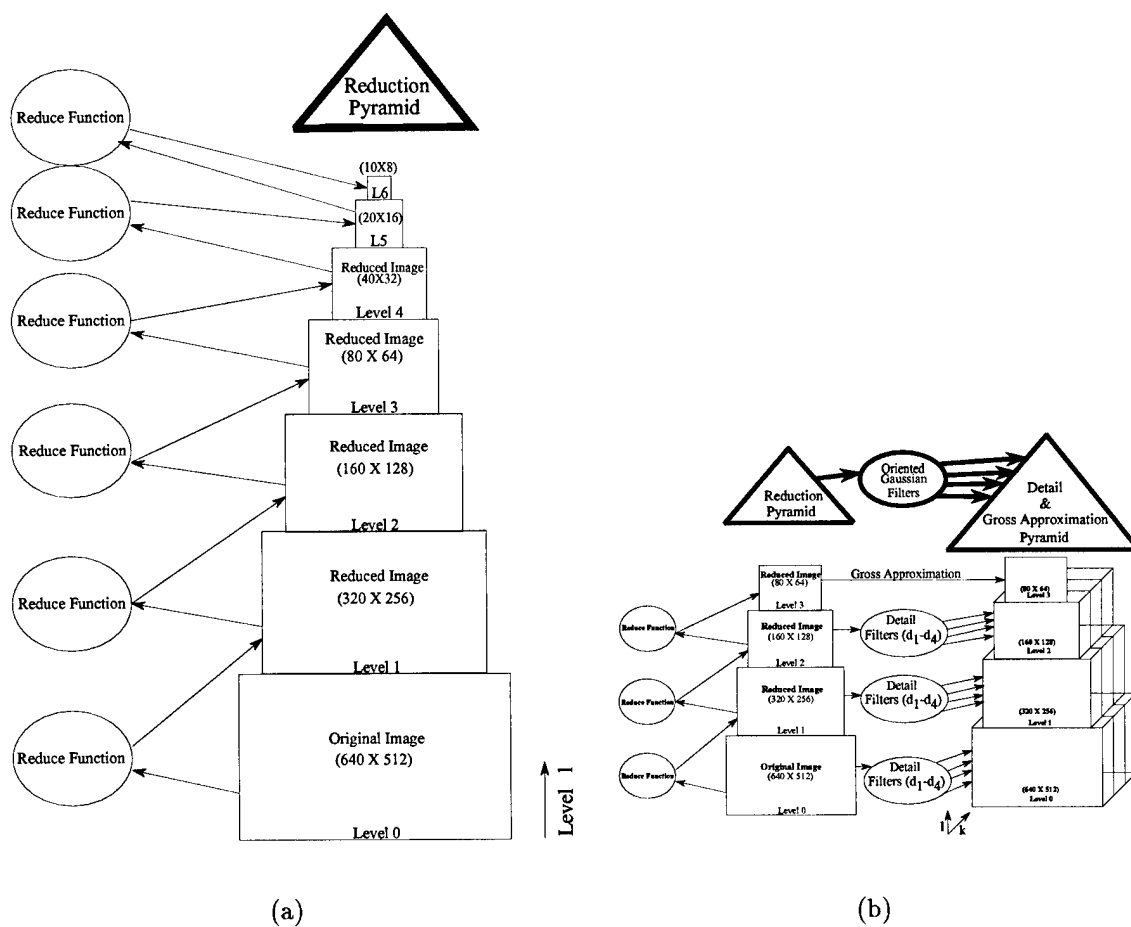 Reduction
Pyramid
Reduce Function
(10X8)
L6
Reduce Function
(20X16)
L5
Reduced Image
(40X32)
Level 4
Reduce Function
Reduced Image
(80 X 64)
Level 3
Reduce Function
Reduced Image
(160 X 128)
Level 2
Reduce Function
Reduced Image
(320 X 256)
Level 1
Reduce Function
Original Image
(640 X 512)
Level 0
Level 1
(a)
Reduction
Pyramid
Oriented
Gaussian
Filters
Detail
&
Gross Approximation
Pyramid
Reduced Image
(80 X 64)
Level 3
Gross Approximation
(80 X 64)
Level 3
Reduce Function
Reduced Image
(160 X 128)
Level 2
Detail
Filters (d1-d4)
(160 X 128)
Level 2
Reduce Function
Reduced Image
(320 X 256)
Level 1
Detail
Filters (d1-d4)
(320 X 256)
Level 1
Reduce Function
Original Image
(640 X 512)
Level 0
Detail
Filters (d1-d4)
(640 X 512)
Level 0
l
k
(b)